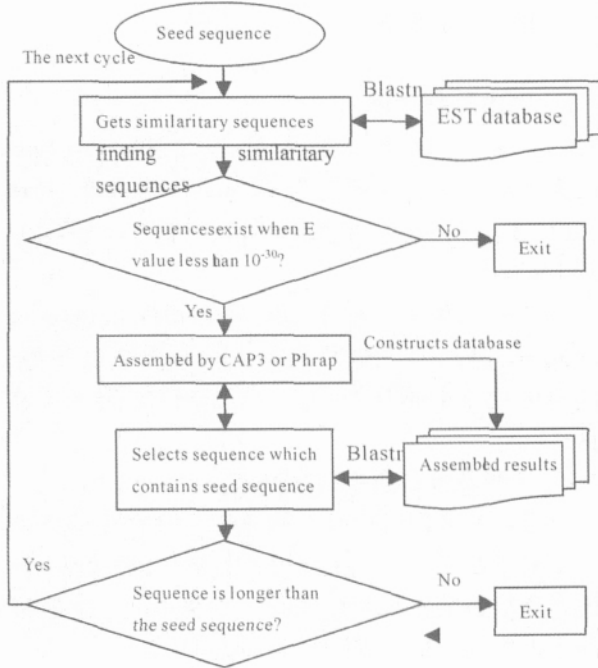 Seed sequence
The next cycle
Blastn
Gets similaritary sequences
EST database
finding similaritary
sequences
Sequencesexist when E
value less han 10⁻³⁰?
No
Exit
Yes
Assembed by CAP3 or Phrap
Constructs database
Selects sequence which
contains seed sequence
Blastn
Assembed results
Yes
Sequence is longer than
the seed sequence?
No
Exit